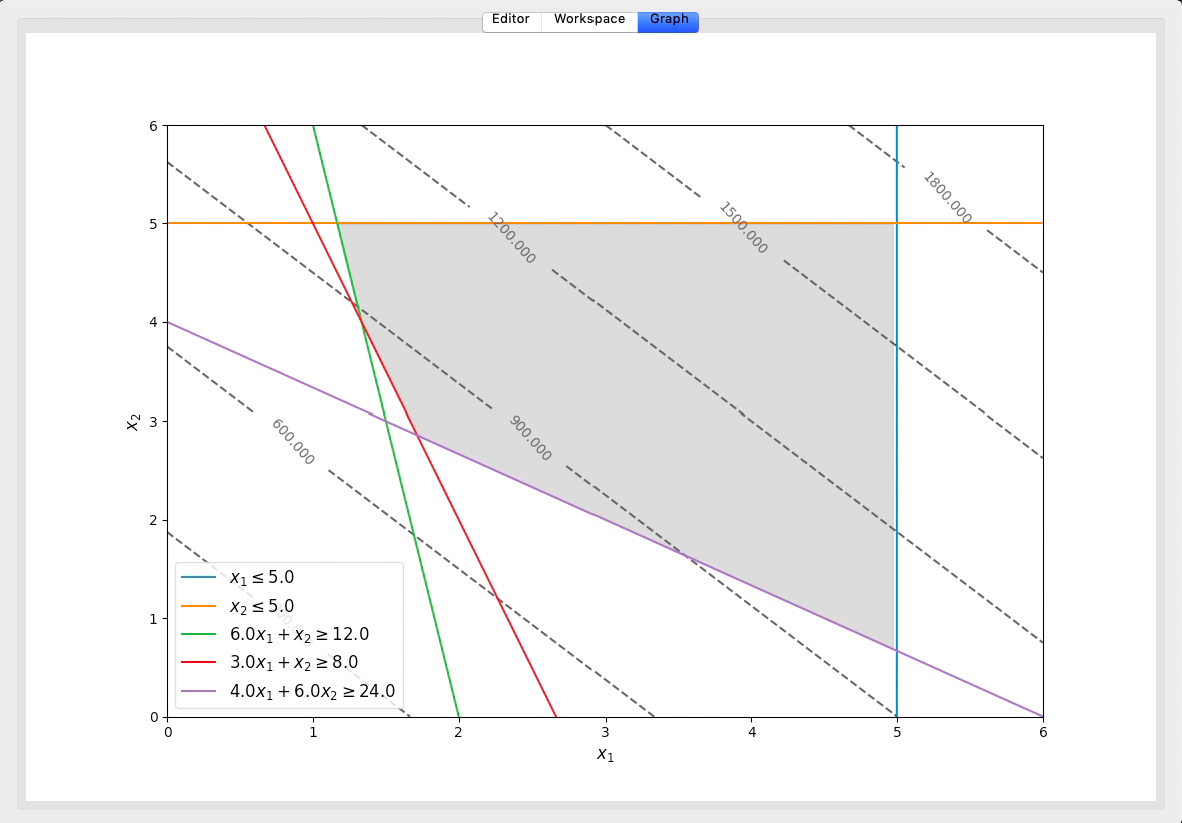 Editor Workspace Graph
6
5
4
3
2
1
0
x₂
1800.000
1500.000
1200.000
900.000
600.000
x₁ ≤ 5.0
x₂ ≤ 5.0
6.0x₁ + x₂ ≥ 12.0
3.0x₁ + x₂ ≥ 8.0
4.0x₁ + 6.0x₂ ≥ 24.0
0 1 2 3 4 5 6
x₁